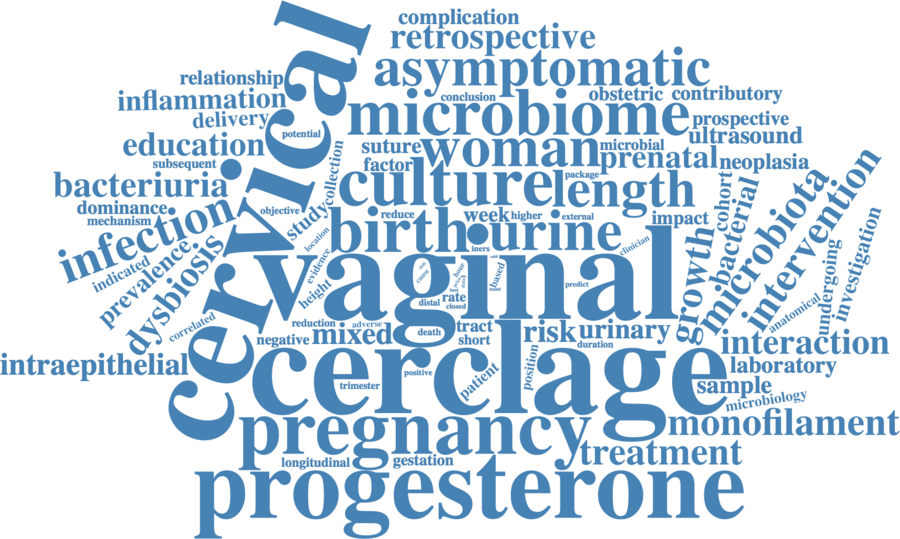 complication
retrospective
asymptomatic
relationship
inflammation
delivery
conclusion
obstetric
contributory
microbiome
prospective
potential
education
subsequent
suture
woman
microbial
ultrasound
factor
prenatal
neoplasia
collection
bacteriuria
culture
package
length
cohort
dominance
mechanism
cervical
objective
study
reduce
week
higher
external
impact
bacterial
microbiota
intervention
infection
birth
urine
location
iners
clinician
indicated
prevalence
dysbiosis
evidence
height
vaginal
hour
based
odd
predict
growth
undergoing
investigation
anatomical
distal
rate
closed
correlated
reduction
adverse
negative
mixed
death
tract
short
risk
urinary
duration
interaction
intraepithelial
cerclage
trimester
positive
patient
position
laboratory
sample
microbiology
pregnancy
monofilament
longitudinal
gestation
treatment
progesterone